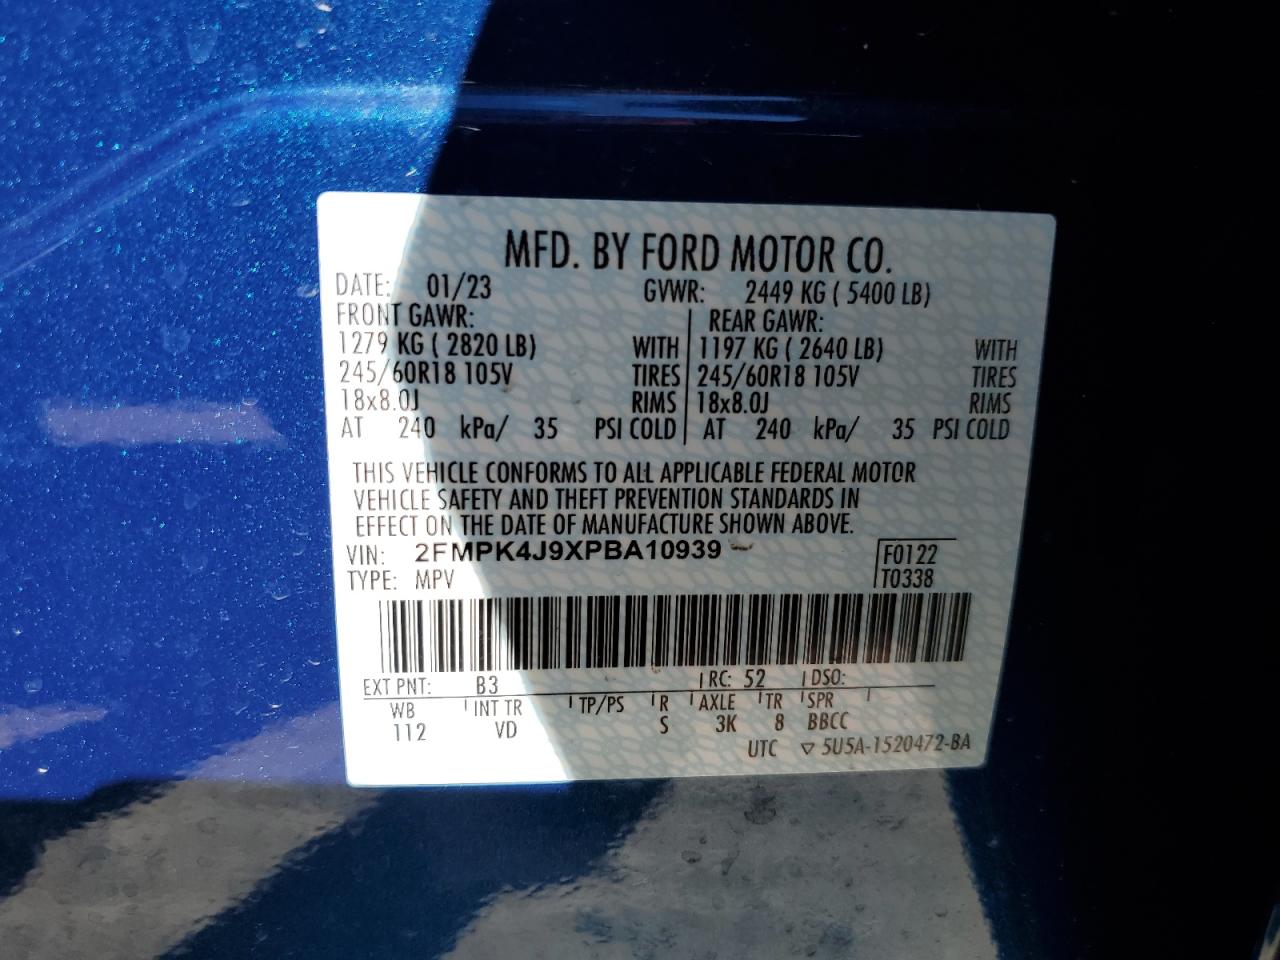 MFD. BY FORD MOTOR CO.
DATE: 01/23 GVWR: 2449 KG ( 5400 LB)
FRONT GAWR: REAR GAWR:
1279 KG ( 2820 LB) WITH 1197 KG ( 2640 LB) WITH
245/60R18 105V TIRES 245/60R18 105V TIRES
18x8.0J RIMS 18x8.0J RIMS
AT 240 kPa/ 35 PSI COLD AT 240 kPa/ 35 PSI COLD
THIS VEHICLE CONFORMS TO ALL APPLICABLE FEDERAL MOTOR
VEHICLE SAFETY AND THEFT PREVENTION STANDARDS IN
EFFECT ON THE DATE OF MANUFACTURE SHOWN ABOVE.
VIN: 2FMPK4J9XPBA10939 F0122
TYPE: MPV T0338
EXT PNT: B3 RC: 52 DSO:
WB INT TR TP/PS R AXLE TR SPR
112 VD S 3K 8 BBCC
UTC ▽ 5U5A-1520472-BA